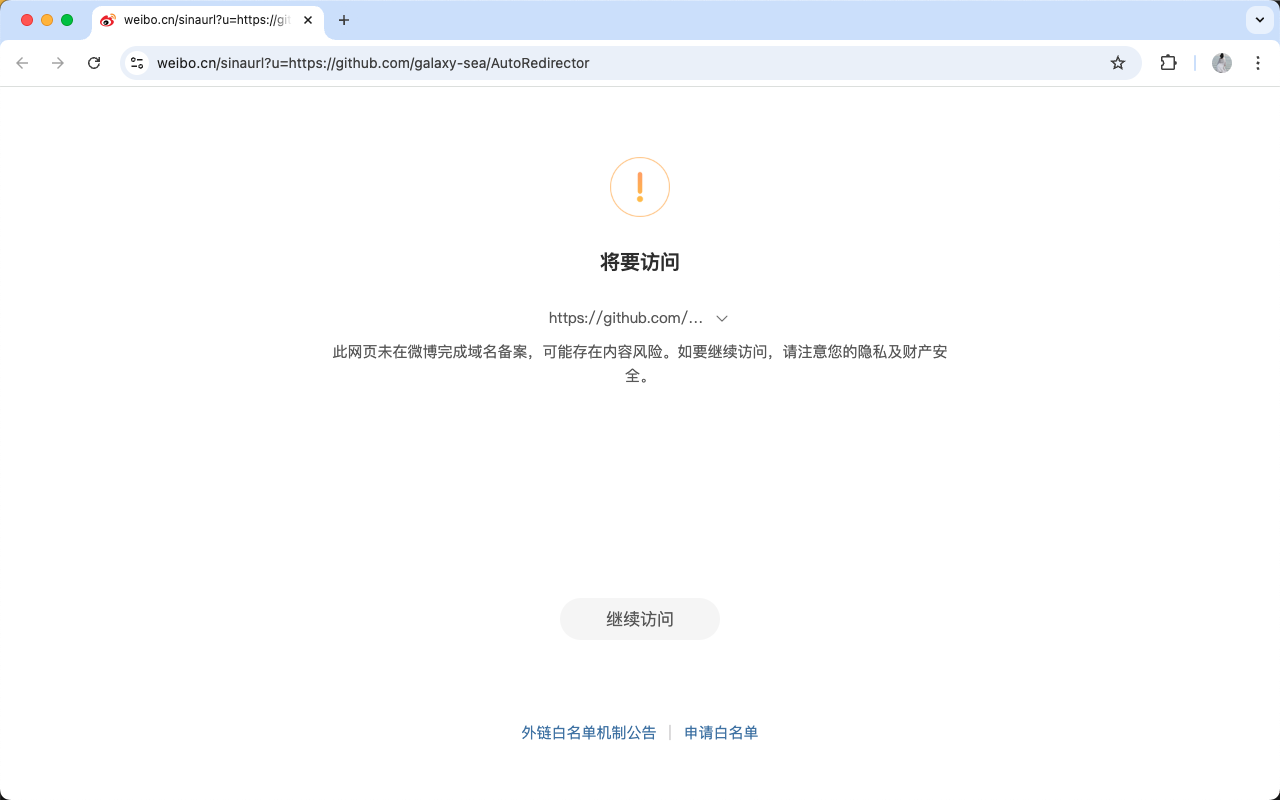 weibo.cn/sinaurl?u=https://git
weibo.cn/sinaurl?u=https://github.com/galaxy-sea/AutoRedirector
将要访问
https://github.com/...
此网页未在微博完成域名备案，可能存在内容风险。如要继续访问，请注意您的隐私及财产安
全。
继续访问
外链白名单机制公告 | 申请白名单